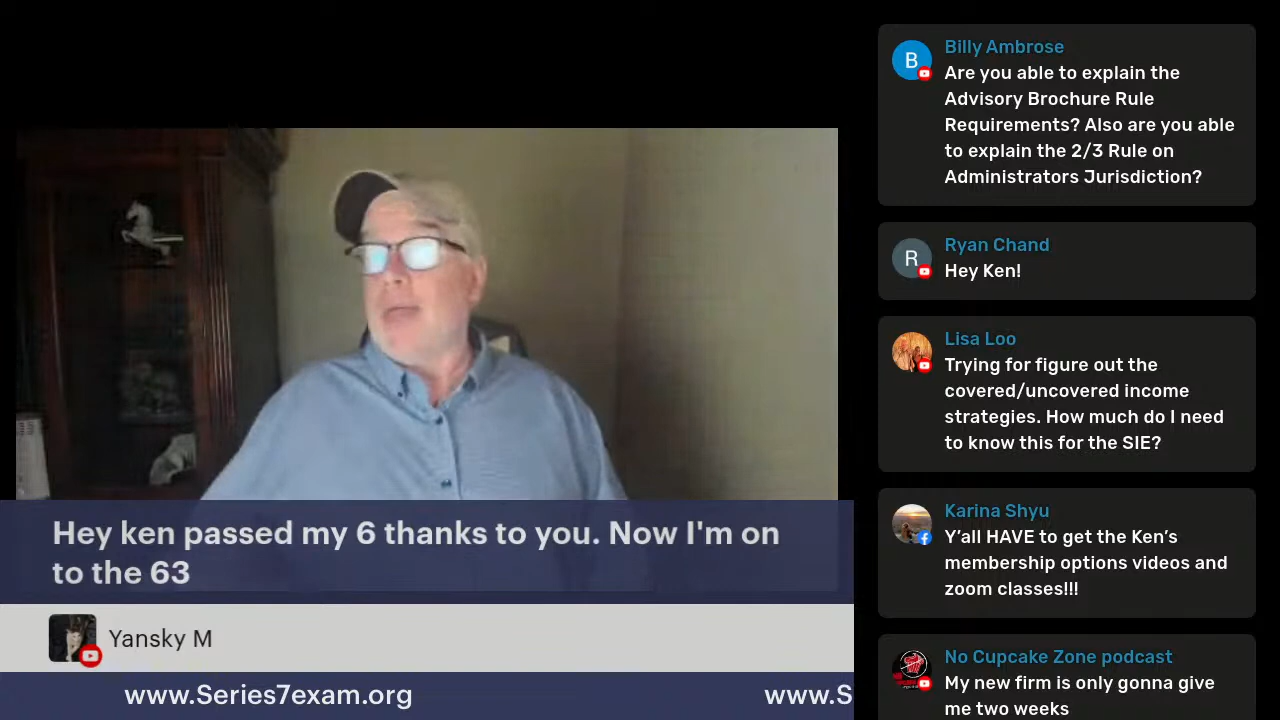 Billy Ambrose
Are you able to explain the
Advisory Brochure Rule
Requirements? Also are you able
to explain the 2/3 Rule on
Administrators Jurisdiction?
Ryan Chand
Hey Ken!
Lisa Loo
Trying for figure out the
covered/uncovered income
strategies. How much do I need
to know this for the SIE?
Karina Shyu
Y'all HAVE to get the Ken's
membership options videos and
zoom classes!!!
No Cupcake Zone podcast
My new firm is only gonna give
me two weeks
Hey ken passed my 6 thanks to you. Now I'm on
to the 63
Yansky M
www.Series7exam.org
www.S
B
R